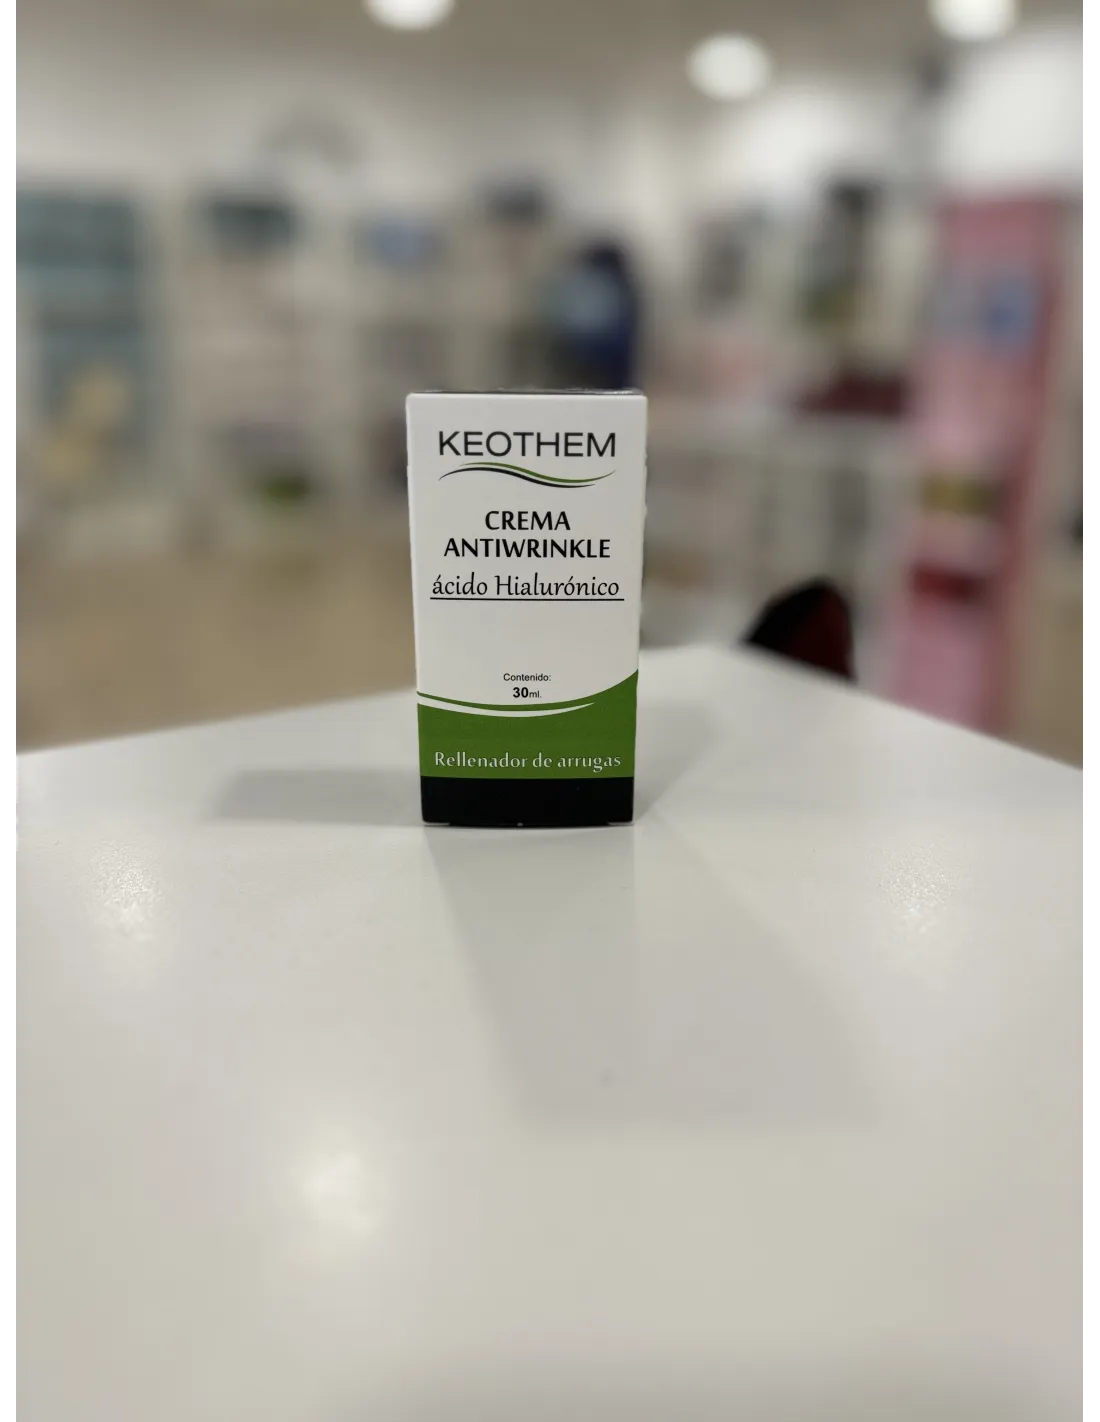 KEOTHEM
CREMA
ANTIWRINKLE
ácido Hialurónico
Contenido:
30ml.
Rellenador de arrugas